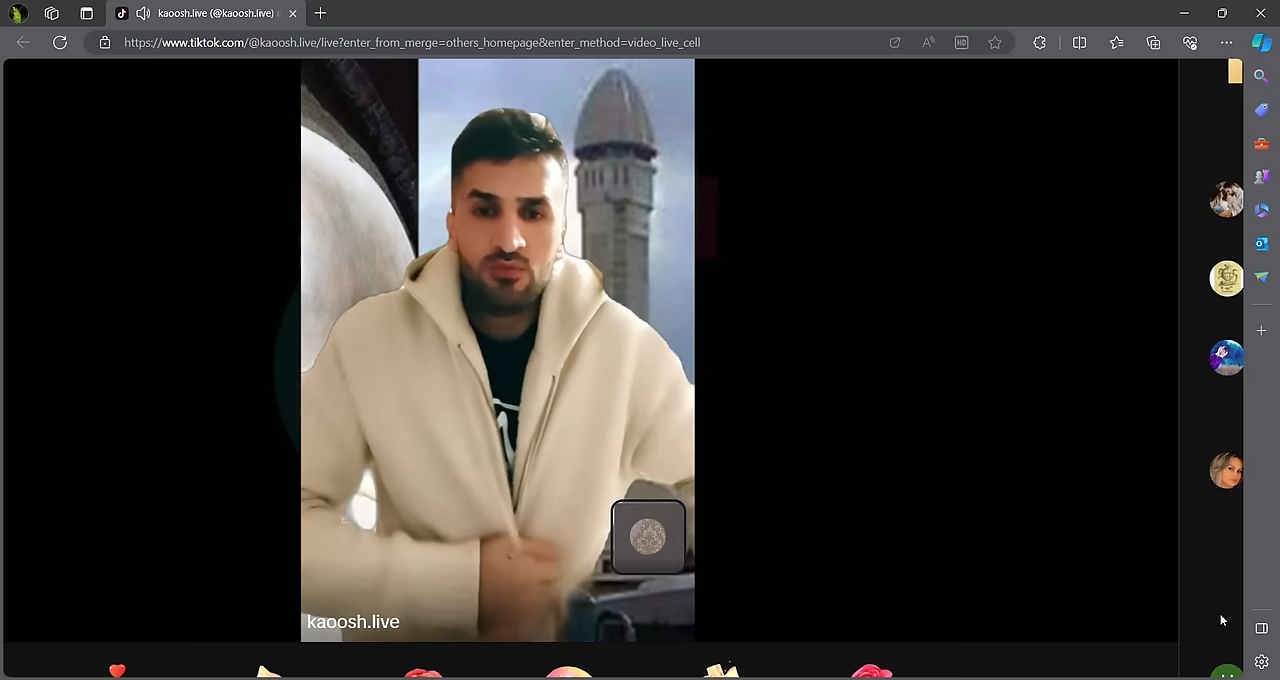 kaoosh.live (@kaoosh.live) i
https://www.tiktok.com/@kaoosh.live/live?enter_from_merge=others_homepage&enter_method=video_live_cell
kaoosh.live